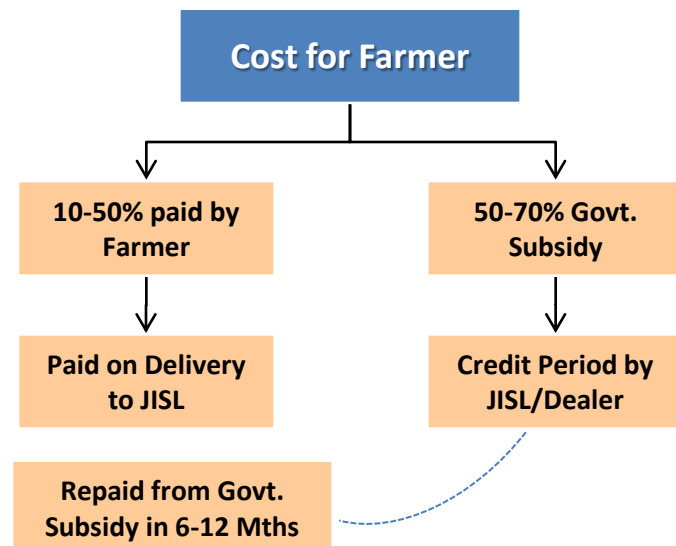 Cost for Farmer
10-50% paid by
Farmer
50-70% Govt.
Subsidy
Paid on Delivery
to JISL
Credit Period by
JISL/Dealer
Repaid from Govt.
Subsidy in 6-12 Mths